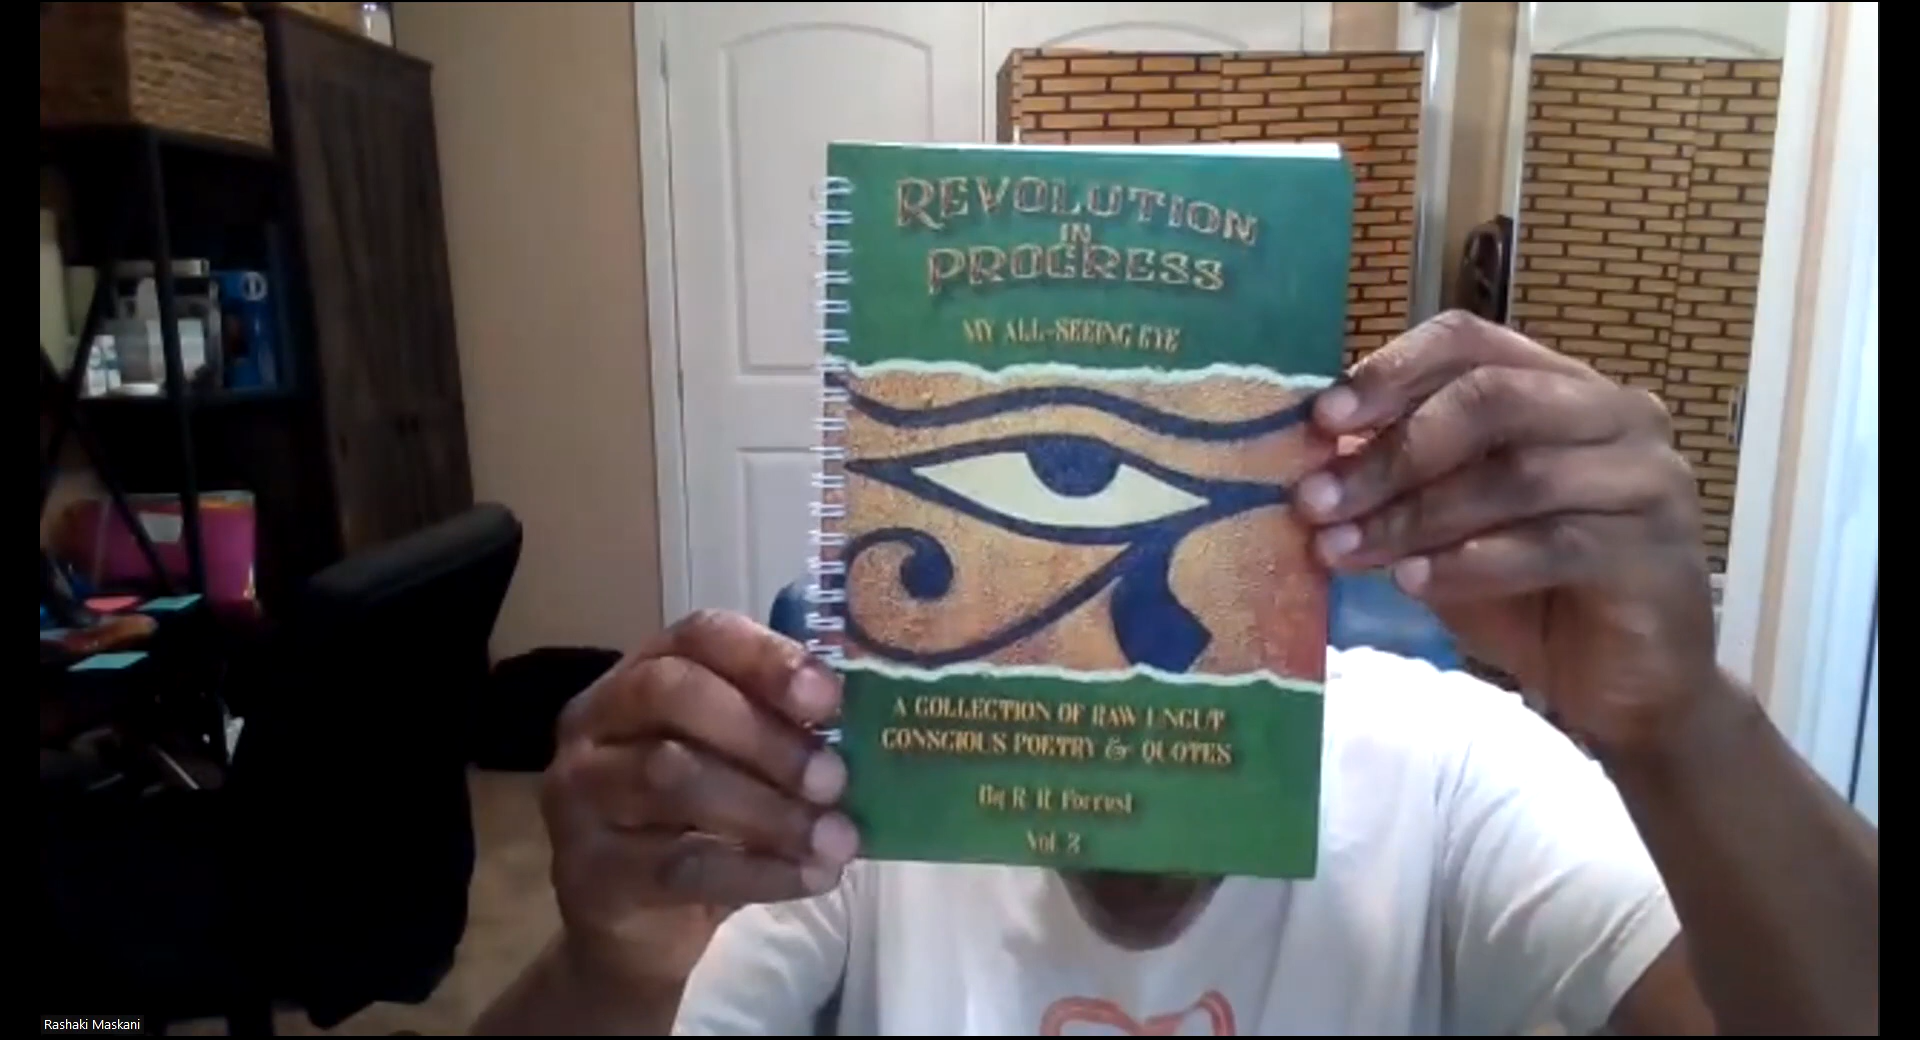 REVOLUTION
IN
PROGRESS
MY ALL-SEEING EYE
A COLLECTION OF RAW UNCUT
CONSCIOUS POETRY & QUOTES
By R. R. Forrest
Vol.
Rashaki Maskani